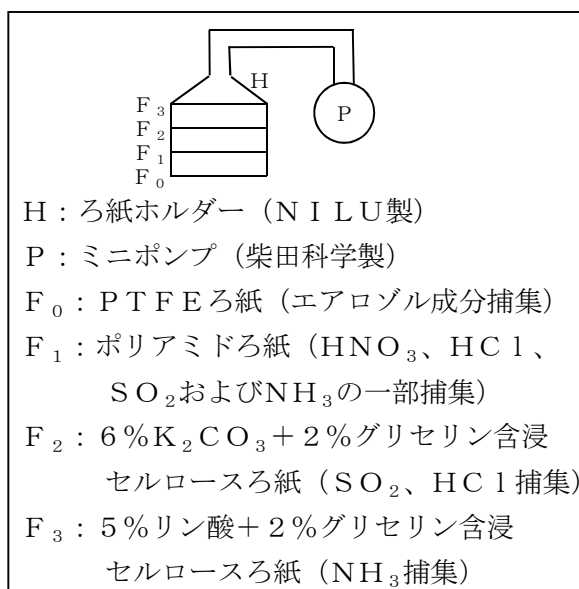 H
F₃
F₂
F₁
F₀
P
H:ろ紙ホルダー(NILU製)
P:ミニポンプ(柴田科学製)
F₀:PTFEろ紙(エアロゾル成分捕集)
F₁:ポリアミドろ紙(HNO₃、HCl、
SO₂およびNH₃の一部捕集)
F₂:6%K₂CO₃+2%グリセリン含浸
セルロースろ紙(SO₂、HCl捕集)
F₃:5%リン酸+2%グリセリン含浸
セルロースろ紙(NH₃捕集)